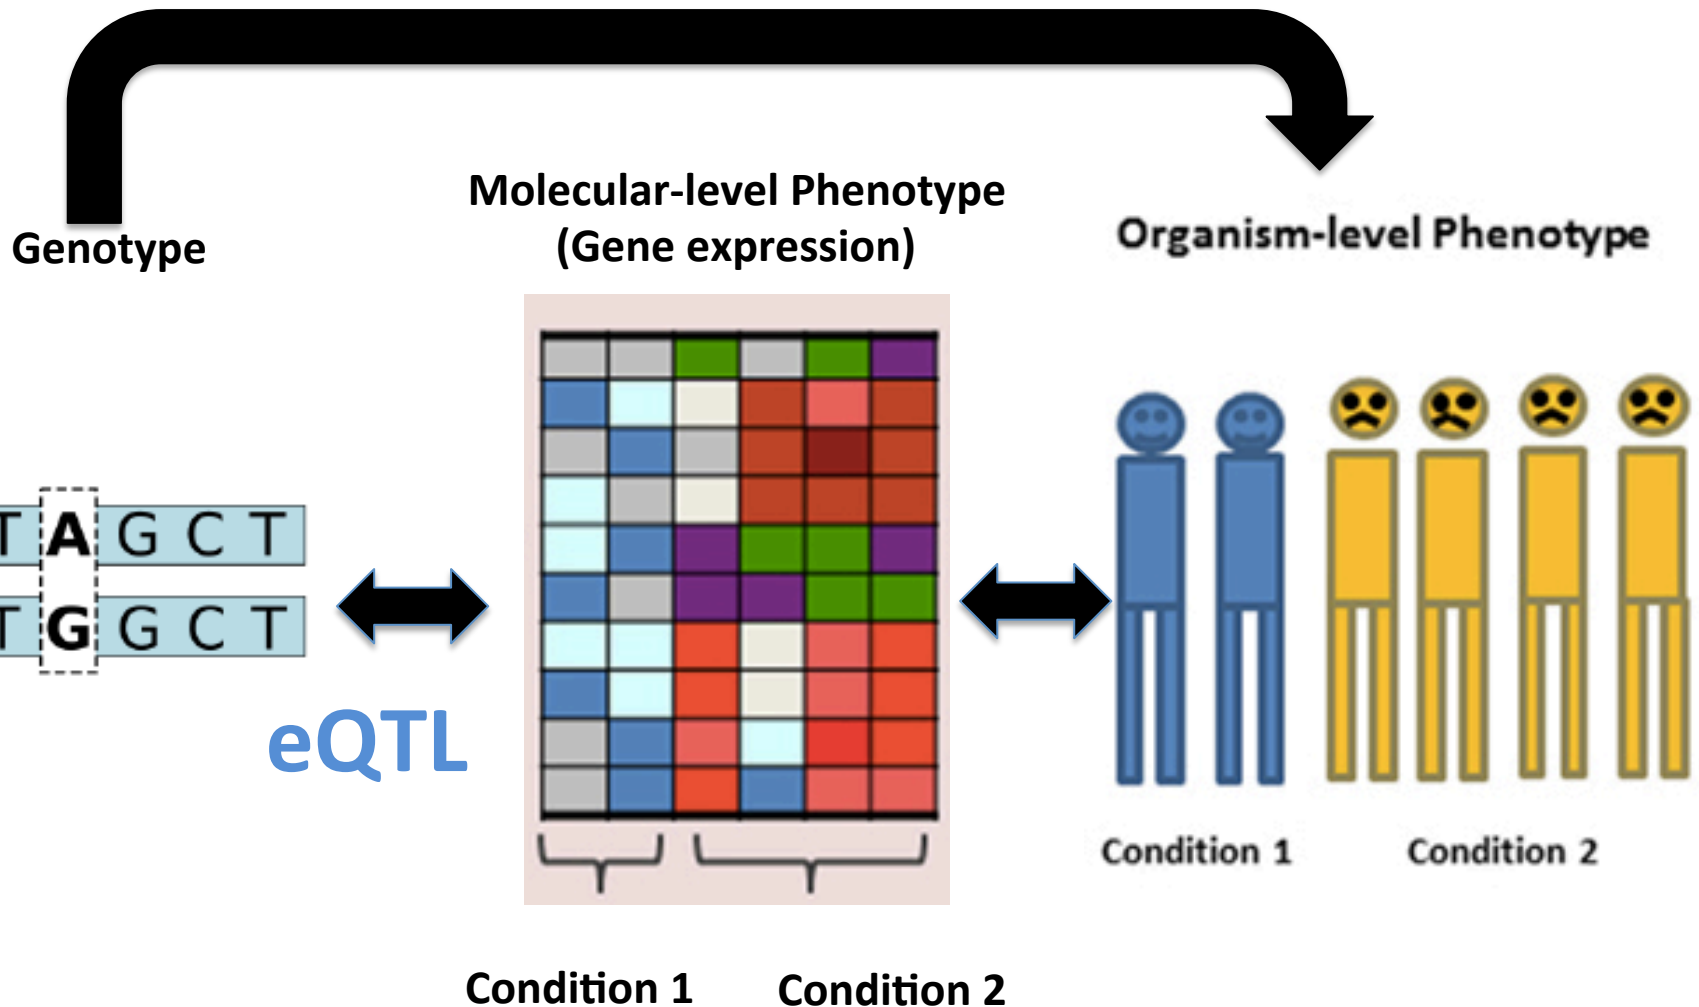 Genotype
Molecular-level Phenotype
(Gene expression)
Organism-level Phenotype
T A G C T
T G G C T
eQTL
Condition 1
Condition 2
Condition 1
Condition 2